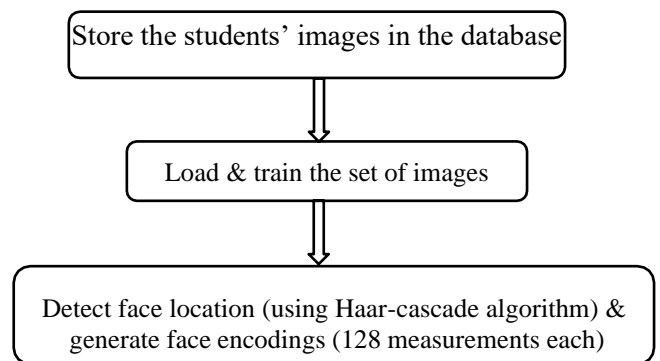 Store the students’ images in the database
Load & train the set of images
Detect face location (using Haar-cascade algorithm) &
generate face encodings (128 measurements each)